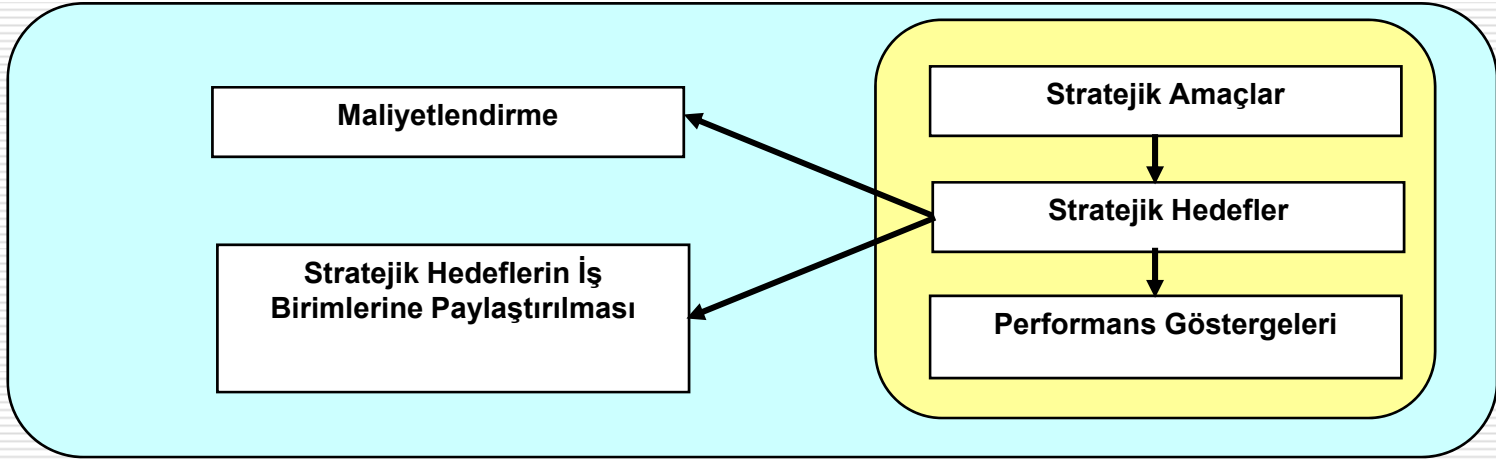 Maliyetlendirme
Stratejik Hedeflerin İş
Birimlerine Paylaştırılması
Stratejik Amaçlar
Stratejik Hedefler
Performans Göstergeleri